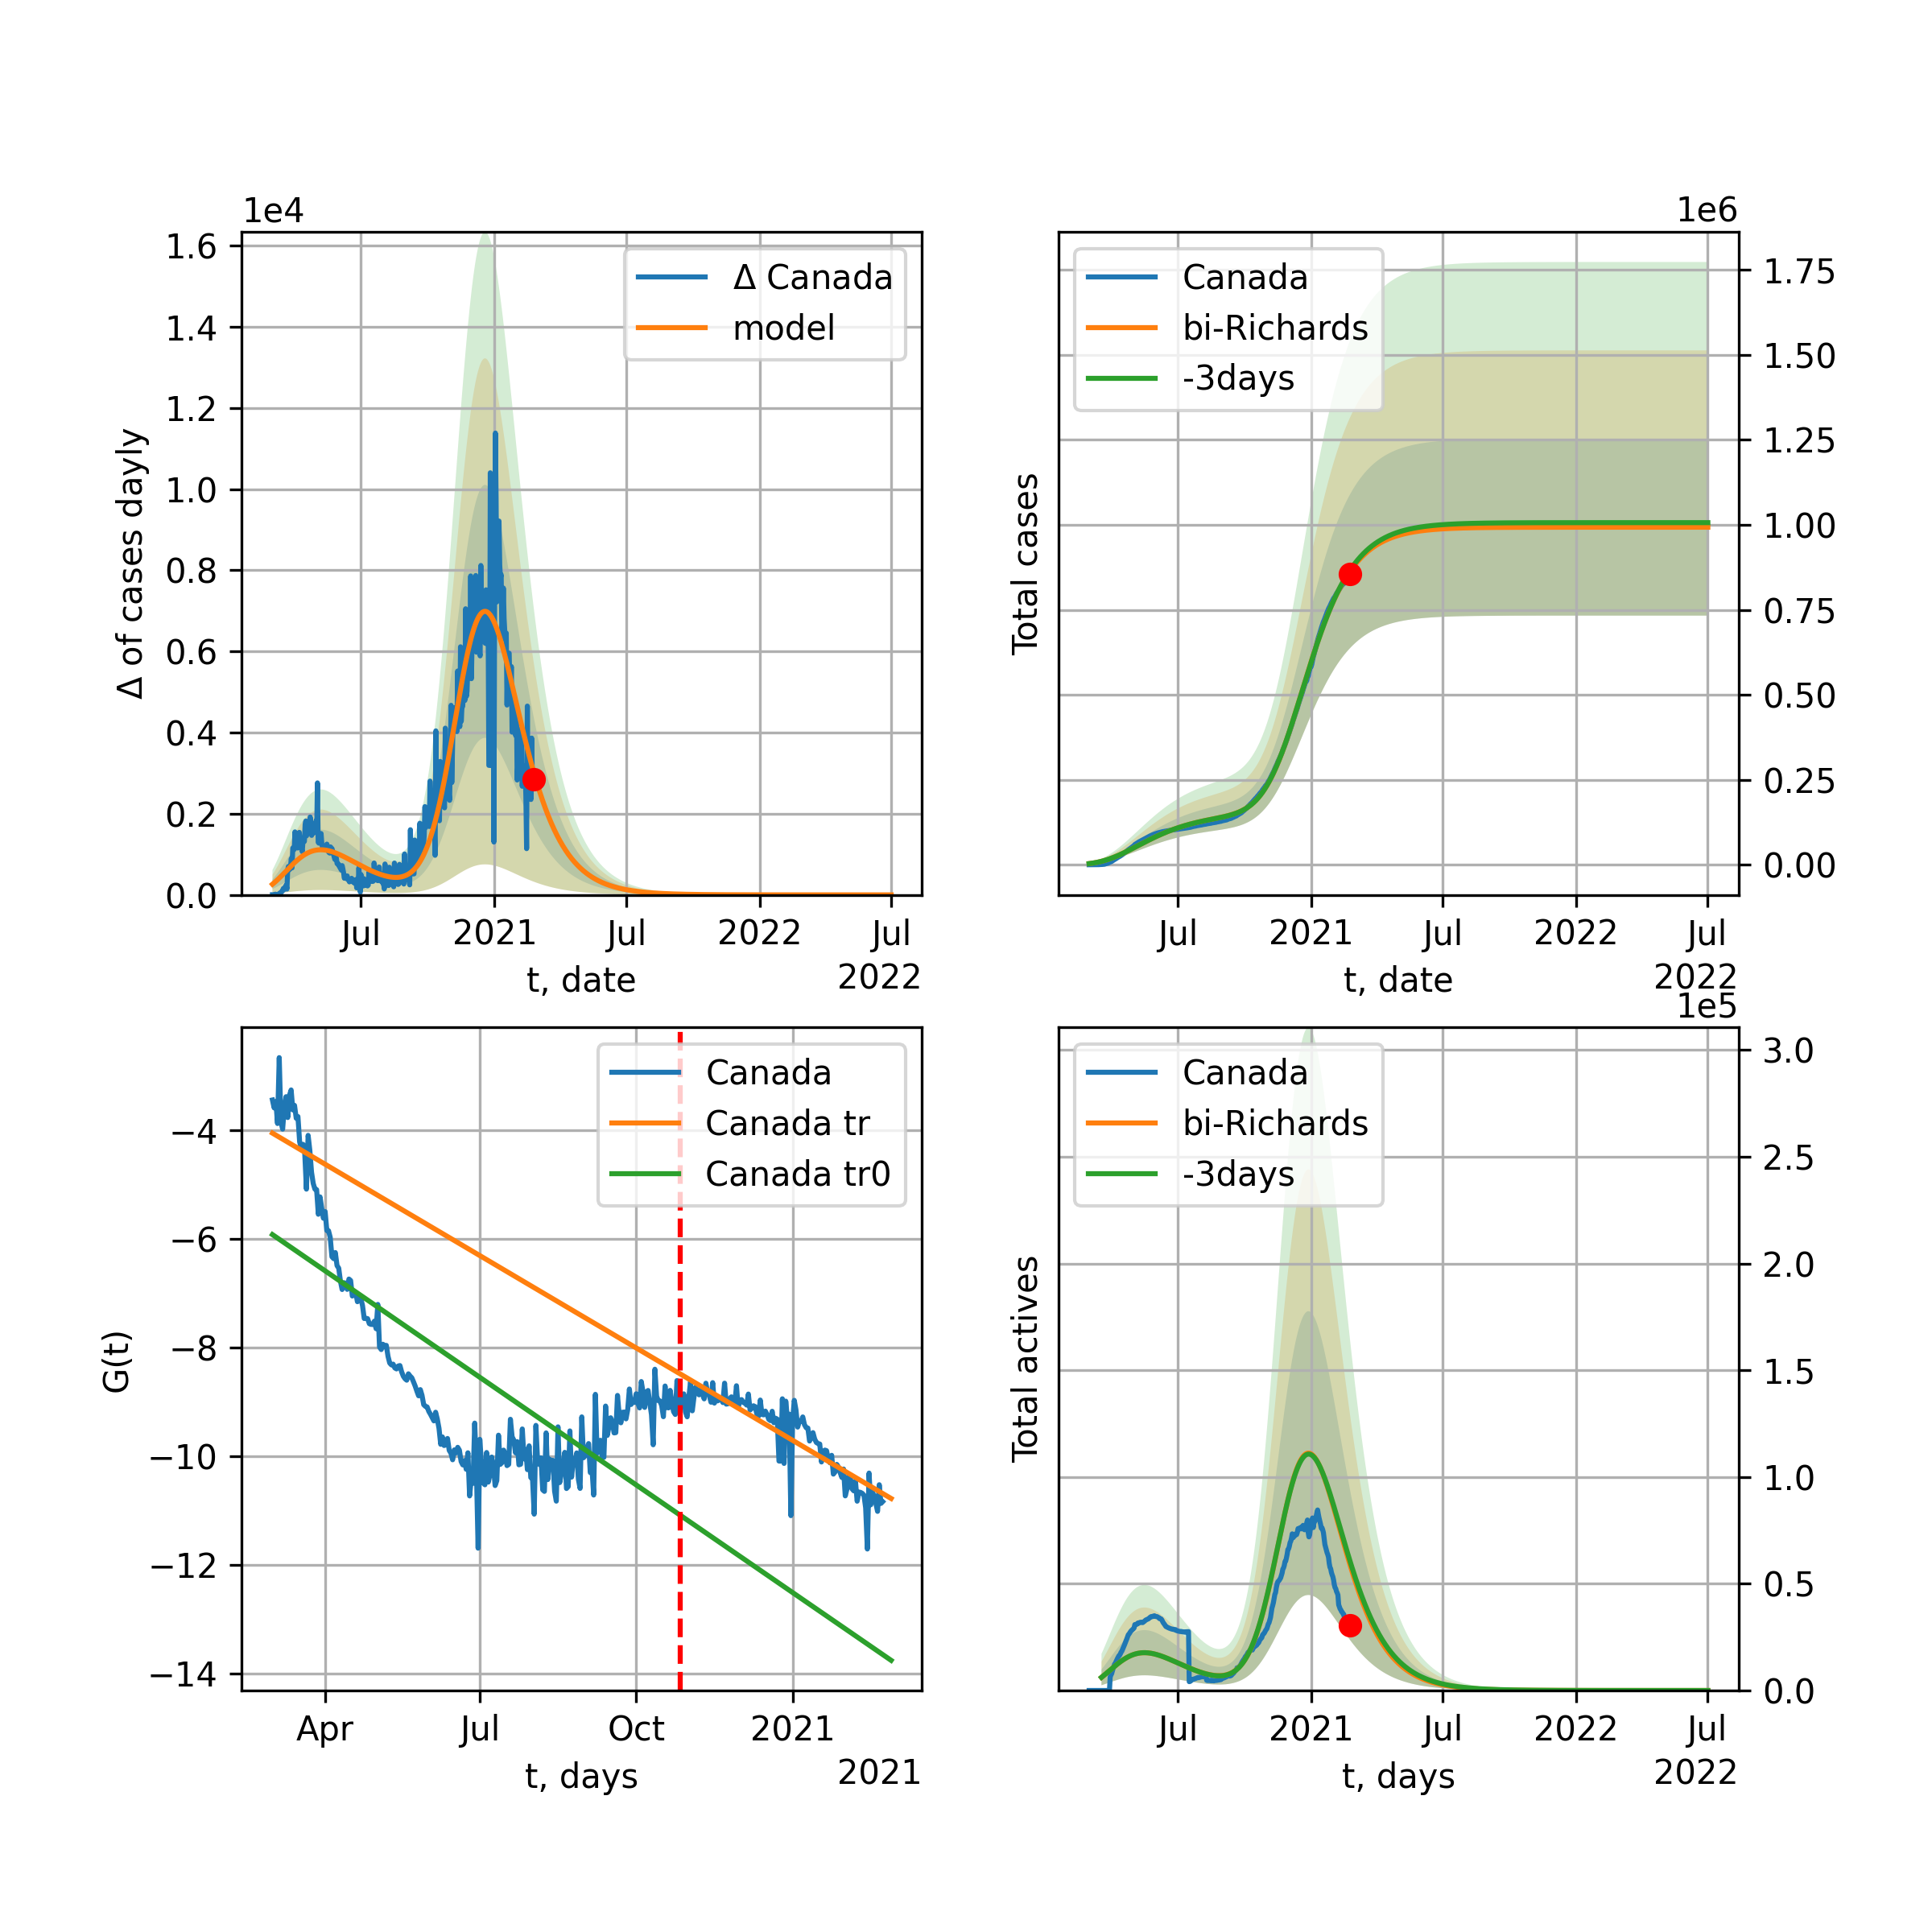 1e4
1.6
1.4
1.2
1.0
0.8
0.6
0.4
0.2
0.0
Δ of cases dayly
Δ Canada
model
Jul
2021
Jul
2022
Jul
2022
t, date
1e6
1.75
1.50
1.25
1.00
0.75
0.50
0.25
0.00
Total cases
Canada
bi-Richards
-3days
Jul
2021
Jul
2022
Jul
2022
t, date
−4
−6
−8
−10
−12
−14
G(t)
Canada
Canada tr
Canada tr0
Apr
Jul
Oct
2021
2021
t, days
1e5
3.0
2.5
2.0
1.5
1.0
0.5
0.0
Total actives
Canada
bi-Richards
-3days
Jul
2021
Jul
2022
Jul
2022
t, days